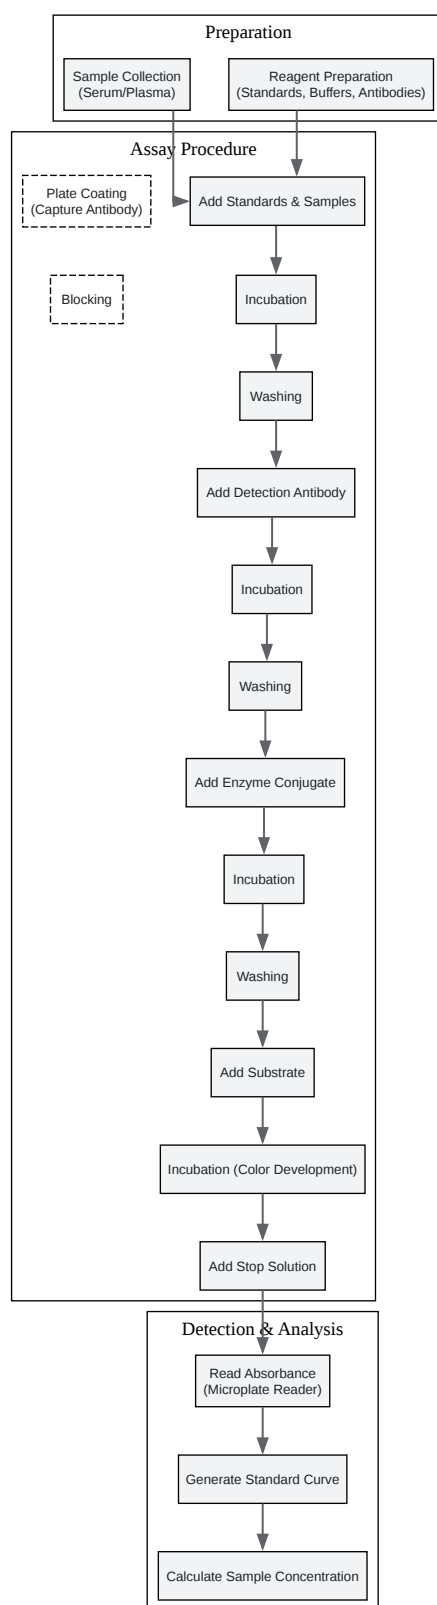 Preparation
Sample Collection
(Serum/Plasma)
Reagent Preparation
(Standards, Buffers, Antibodies)
Assay Procedure
Plate Coating
(Capture Antibody)
Add Standards & Samples
Blocking
Incubation
Washing
Add Detection Antibody
Incubation
Washing
Add Enzyme Conjugate
Incubation
Washing
Add Substrate
Incubation (Color Development)
Add Stop Solution
Detection & Analysis
Read Absorbance
(Microplate Reader)
Generate Standard Curve
Calculate Sample Concentration